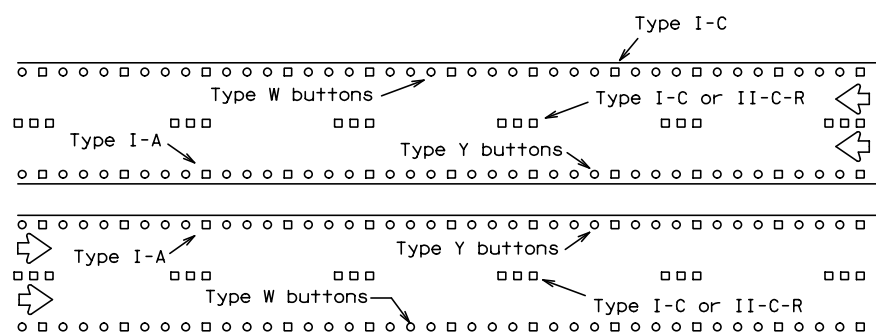 Type I-C
Type W buttons
Type I-C or II-C-R
Type I-A
Type Y buttons
Type I-A
Type Y buttons
Type W buttons
Type I-C or II-C-R